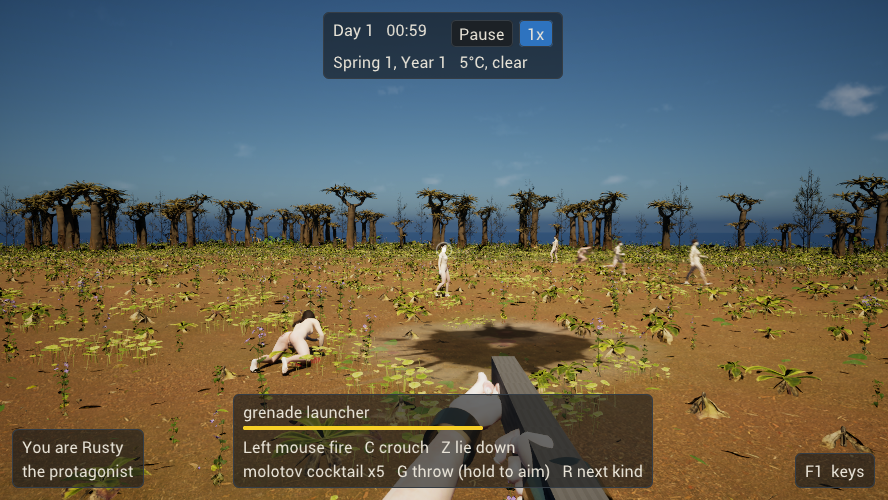 Day 1 00:59 Pause 1x
Spring 1, Year 1 5°C, clear
grenade launcher
Left mouse fire C crouch Z lie down
molotov cocktail x5 G throw (hold to aim) R next kind
You are Rusty
the protagonist
F1 keys